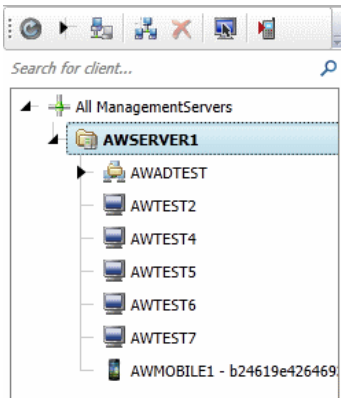 Search for client...
All ManagementServers
AWSERVER1
AWADTEST
AWTEST2
AWTEST4
AWTEST5
AWTEST6
AWTEST7
AWMOBILE1 - b24619e426469